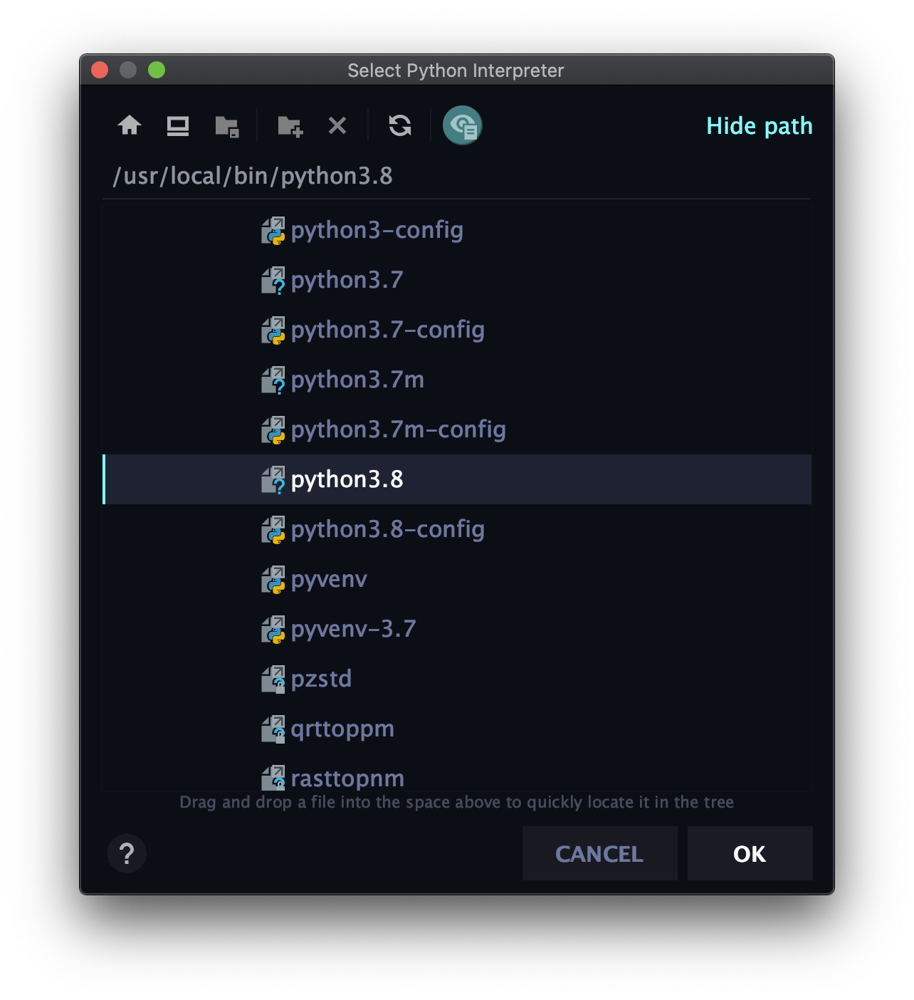 Select Python Interpreter
Hide path
/usr/local/bin/python3.8
python3-config
python3.7
python3.7-config
python3.7m
python3.7m-config
python3.8
python3.8-config
pyvenv
pyvenv-3.7
pzstd
qrttoppm
rasttopnm
Drag and drop a file into the space above to quickly locate it in the tree
?
CANCEL
OK